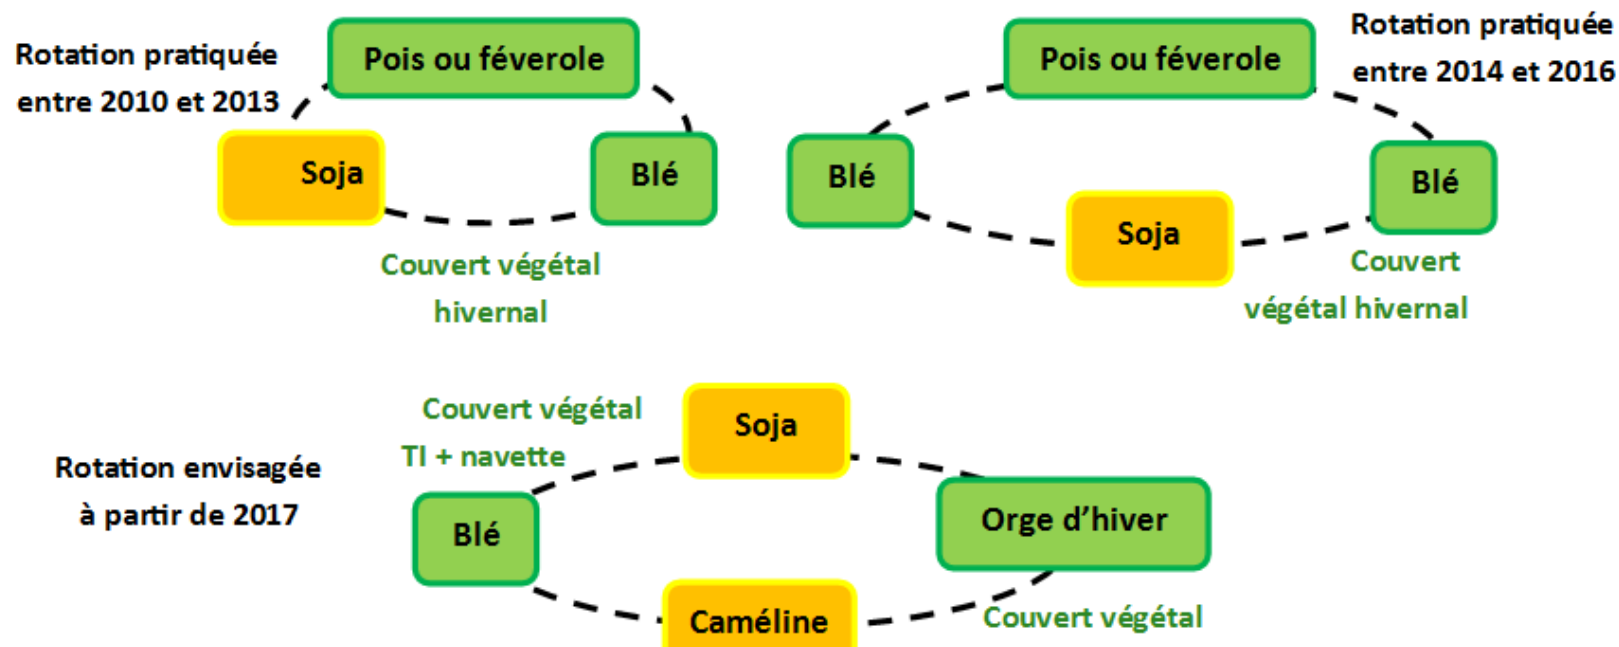 Rotation pratiquée
entre 2010 et 2013
Pois ou féverole
Soja
Blé
Couvert végétal
hivernal
Rotation pratiquée
entre 2014 et 2016
Pois ou féverole
Blé
Blé
Soja
Couvert
végétal hivernal
Rotation envisagée
à partir de 2017
Couvert végétal
TI + navette
Soja
Blé
Orge d’hiver
Caméline
Couvert végétal